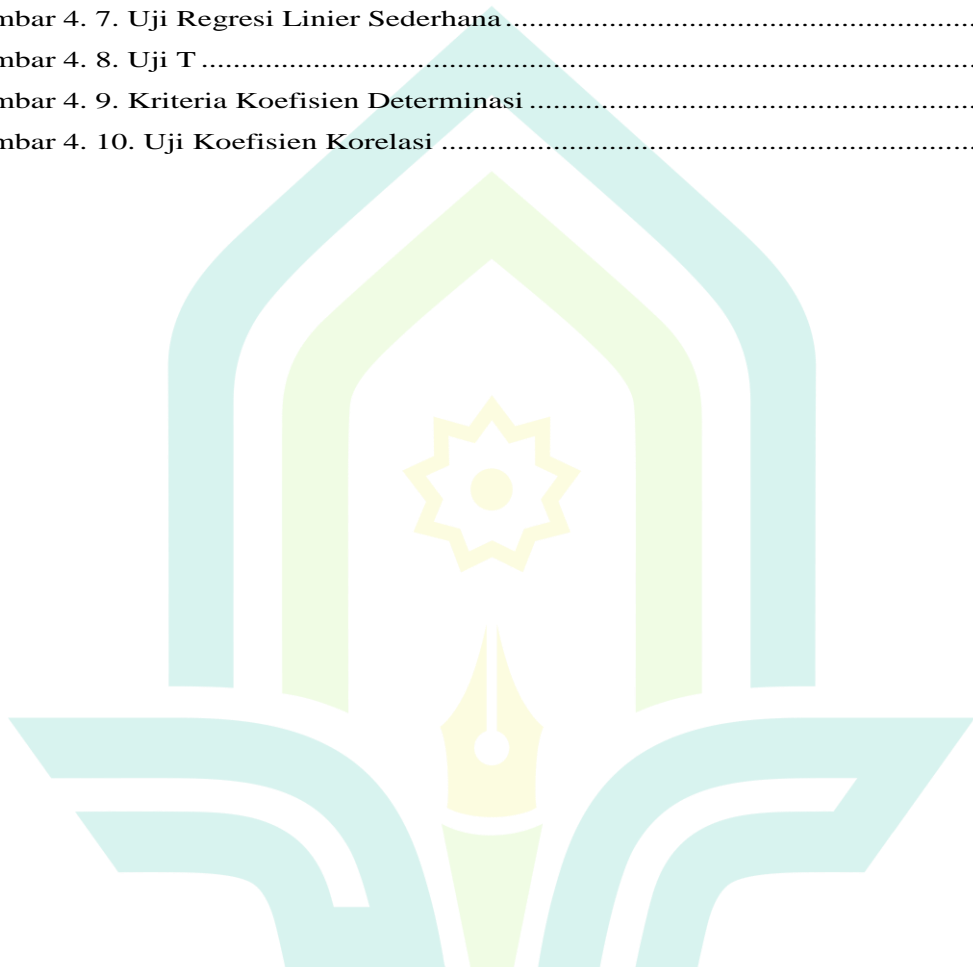 mbar 4. 7. Uji Regresi Linier Sederhana ............................................................
mbar 4. 8. Uji T ...................................................................................................
mbar 4. 9. Kriteria Koefisien Determinasi .........................................................
mbar 4. 10. Uji Koefisien Korelasi ....................................................................